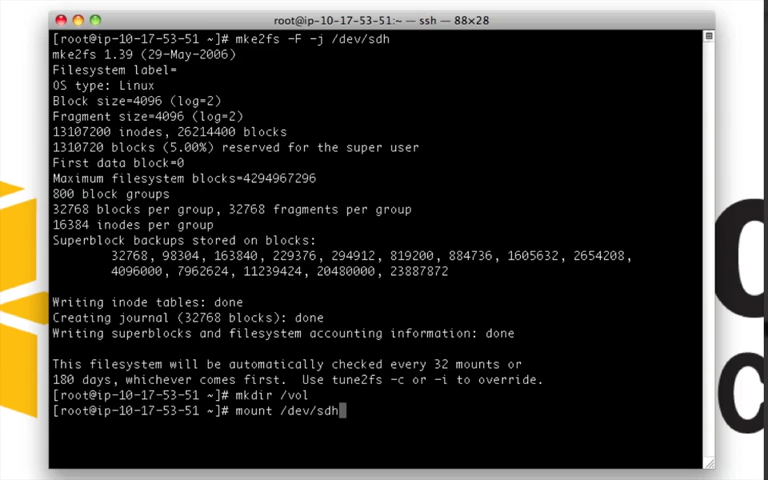 root@ip-10-17-53-51:~ — ssh — 88×28
[root@ip-10-17-53-51 ~]# mke2fs -F -j /dev/sdh
mke2fs 1.39 (29-May-2006)
Filesystem label=
OS type: Linux
Block size=4096 (log=2)
Fragment size=4096 (log=2)
13107200 inodes, 26214400 blocks
1310720 blocks (5.00%) reserved for the super user
First data block=0
Maximum filesystem blocks=4294967296
800 block groups
32768 blocks per group, 32768 fragments per group
16384 inodes per group
Superblock backups stored on blocks:
32768, 98304, 163840, 229376, 294912, 819200, 884736, 1605632, 2654208,
4096000, 7962624, 11239424, 20480000, 23887872
Writing inode tables: done
Creating journal (32768 blocks): done
Writing superblocks and filesystem accounting information: done
This filesystem will be automatically checked every 32 mounts or
180 days, whichever comes first.  Use tune2fs -c or -i to override.
[root@ip-10-17-53-51 ~]# mkdir /vol
[root@ip-10-17-53-51 ~]# mount /dev/sdh